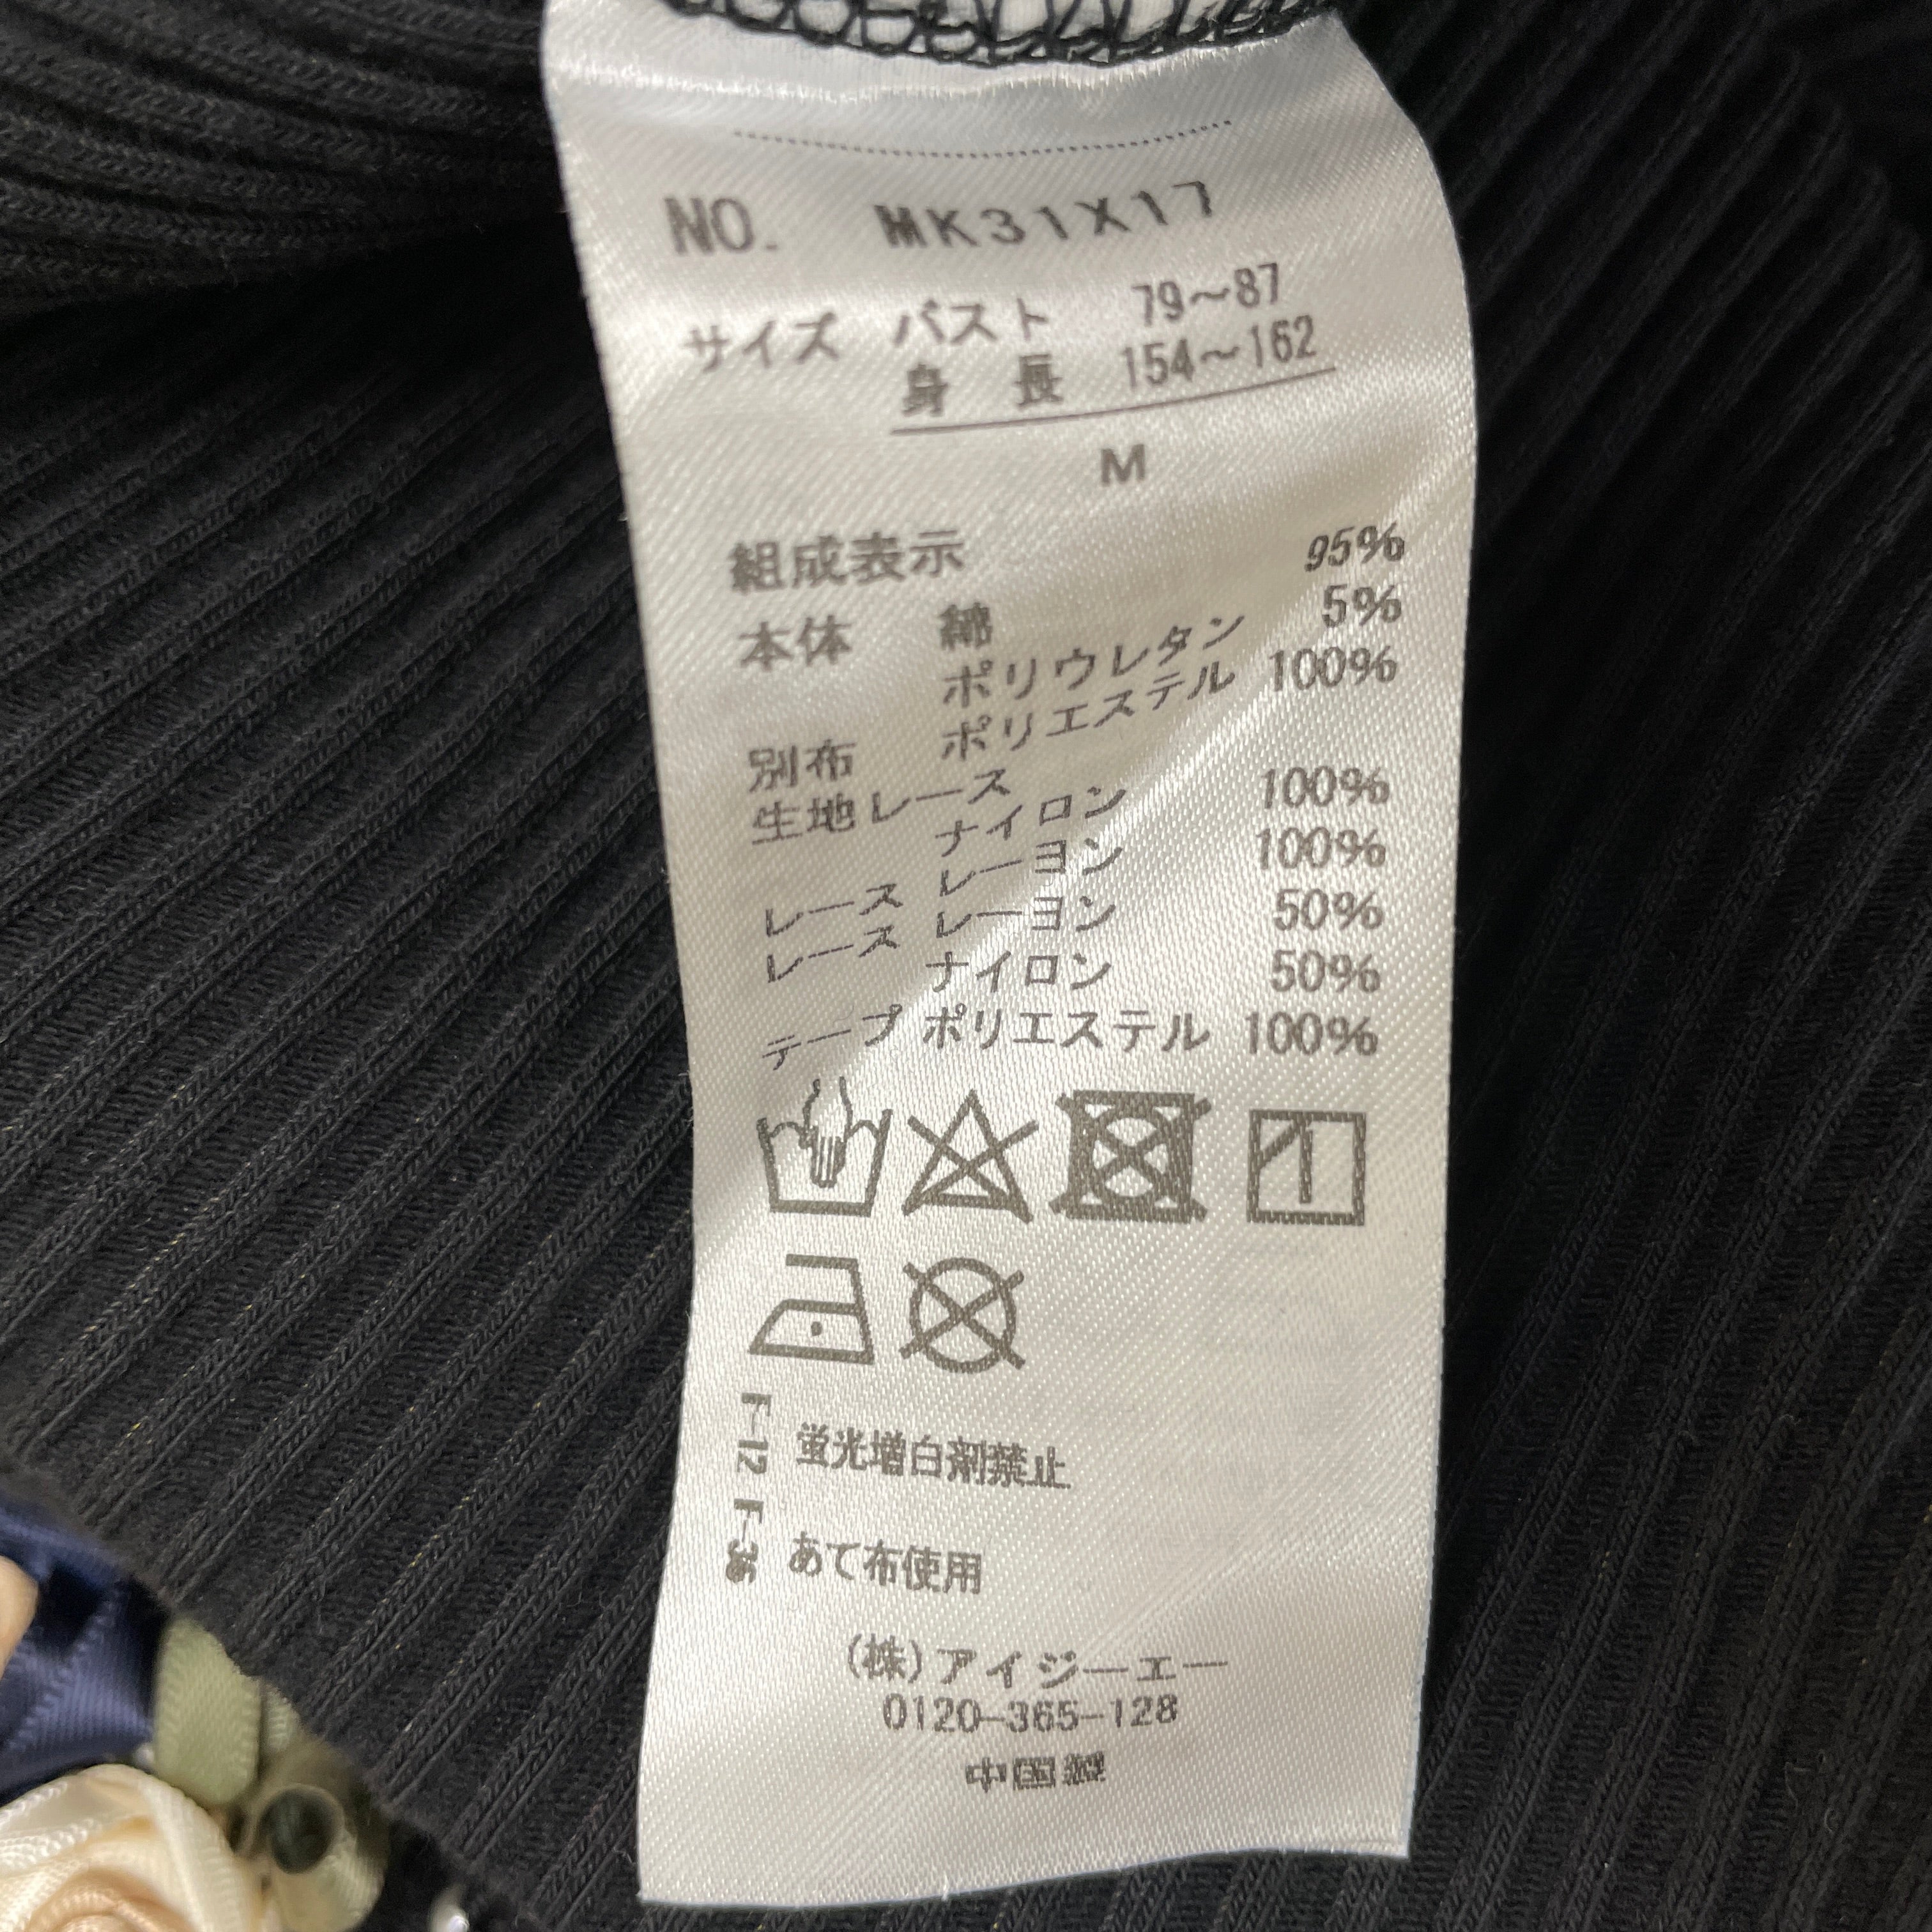 NO. MK31X17
サイズ バスト 79～87
身長 154～162
M
組成表示
本体 綿 95%
ポリウレタン 5%
別布 ポリエステル 100%
生地レース
ナイロン 100%
レース レーヨン 100%
レース レーヨン 50%
ナイロン 50%
テープ ポリエステル 100%
F-12 蛍光増白剤禁止
F-36 あて布使用
(株)アイジーエー
0120-365-128
中国製